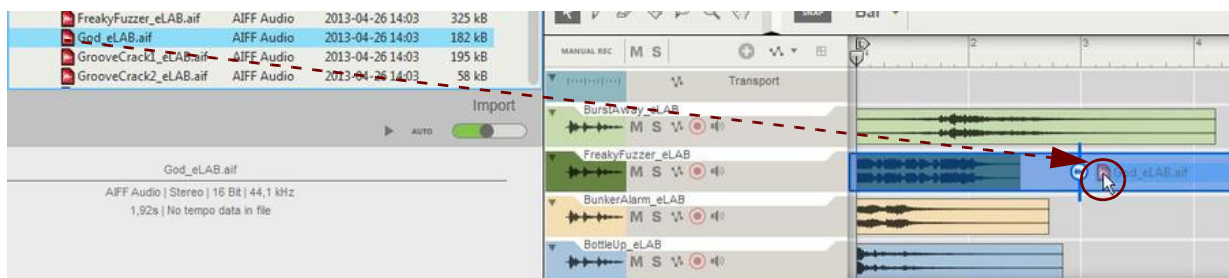 FreakyFuzzer_eLAB.aif AIFF Audio 2013-04-26 14:03 325 kB
God_eLAB.aif AIFF Audio 2013-04-26 14:03 182 kB
GrooveCrack1_eLAB.aif AIFF Audio 2013-04-26 14:03 195 kB
GrooveCrack2_eLAB.aif AIFF Audio 2013-04-26 14:03 58 kB
Import
AUTO
God_eLAB.aif
AIFF Audio | Stereo | 16 Bit | 44,1 kHz
1,92s | No tempo data in file
Bar
MANUAL REC M S
L 2 3 4
Transport
BurstAway_eLAB
M S
FreakyFuzzer_eLAB
M S
God_eLAB.aif
BunkerAlarm_eLAB
M S
BottleUp_eLAB
M S